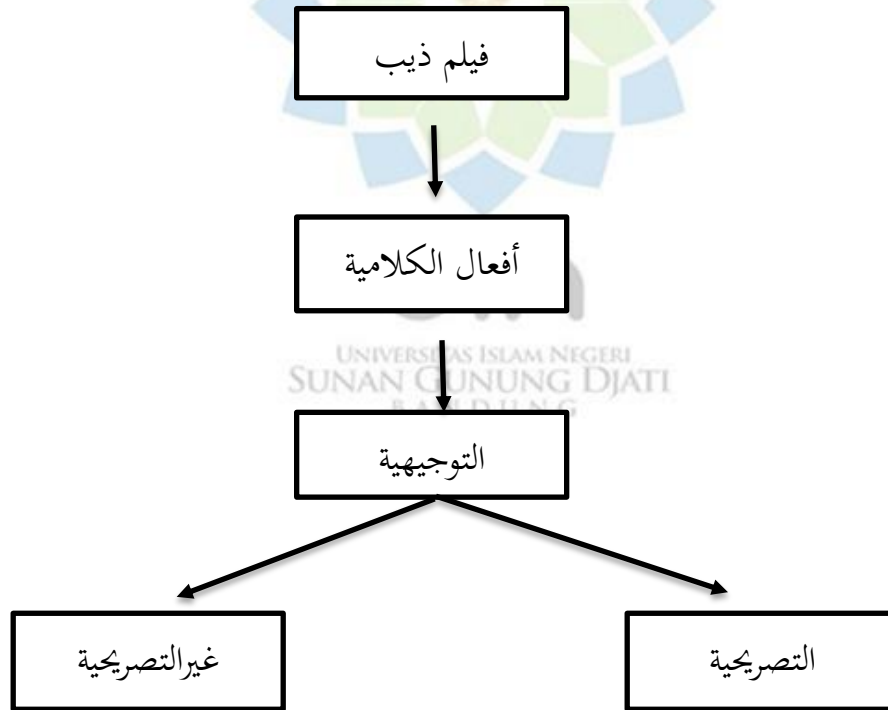 فيلم ذيب
أفعال الكلامية
UNIVERSITAS ISLAM NEGERI
SUNAN GUNUNG DJATI
BANDUNG
التوجيهية
التصريحية
غيرالتصريحية